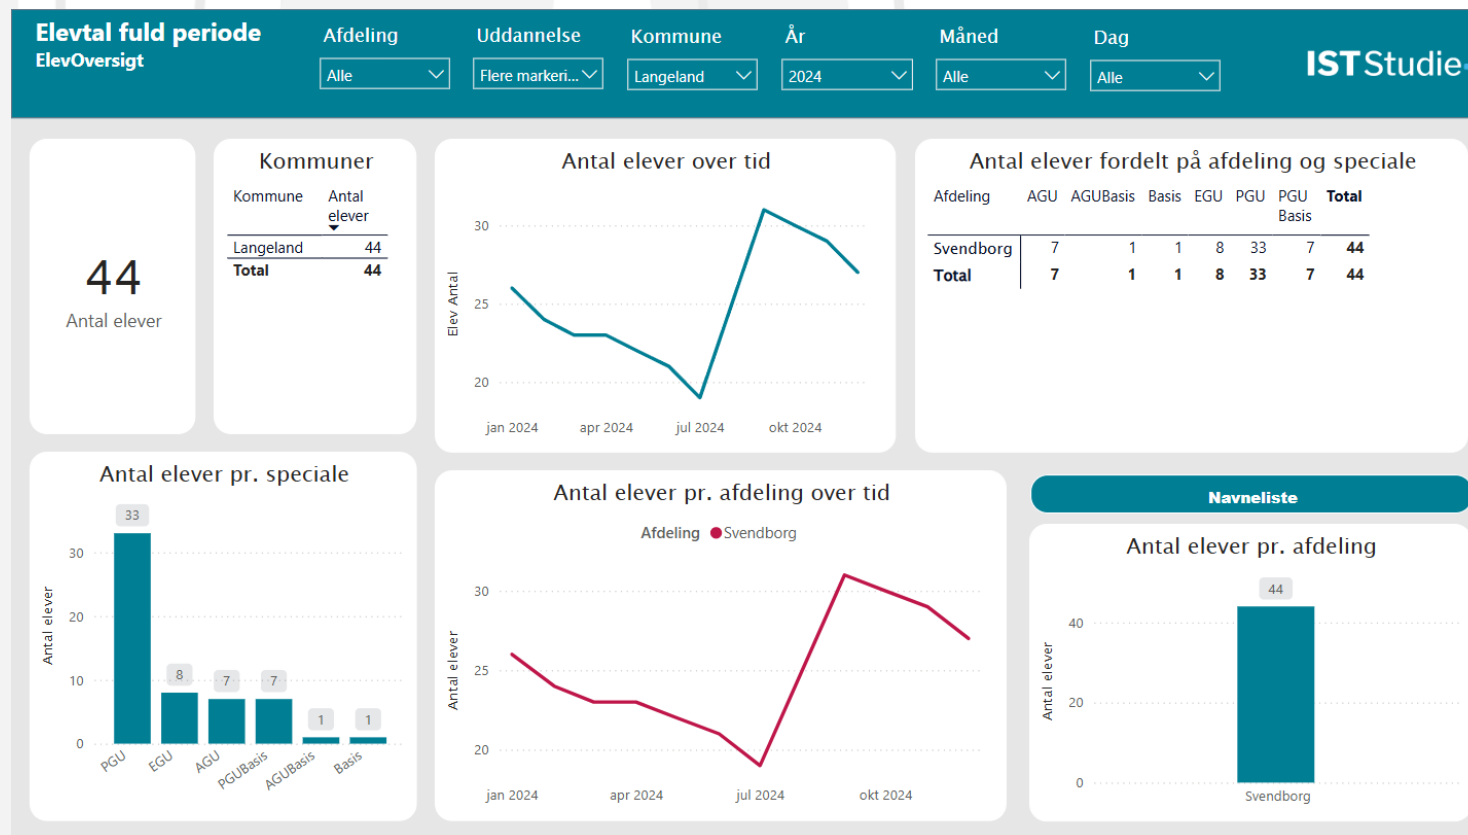 Elevtal fuld periode
ElevOversigt
Afdeling
Alle
Uddannelse
Flere markeri...
Kommune
Langeland
År
2024
Måned
Alle
Dag
Alle
IST Studie
44
Antal elever
Kommuner
Kommune Antal elever
Langeland 44
Total 44
Antal elever over tid
Elev Antal
30
25
20
jan 2024 apr 2024 jul 2024 okt 2024
Antal elever fordelt på afdeling og speciale
Afdeling AGU AGUBasis Basis EGU PGU PGU Basis Total
Svendborg 7 1 1 8 33 7 44
Total 7 1 1 8 33 7 44
Antal elever pr. speciale
Antal elever
30
20
10
0
33 8 7 7 1 1
PGU EGU AGU PGUBasis AGUBasis Basis
Antal elever pr. afdeling over tid
Afdeling Svendborg
Antal elever
30
25
20
jan 2024 apr 2024 jul 2024 okt 2024
Navneliste
Antal elever pr. afdeling
Antal elever
44
40
20
0
Svendborg